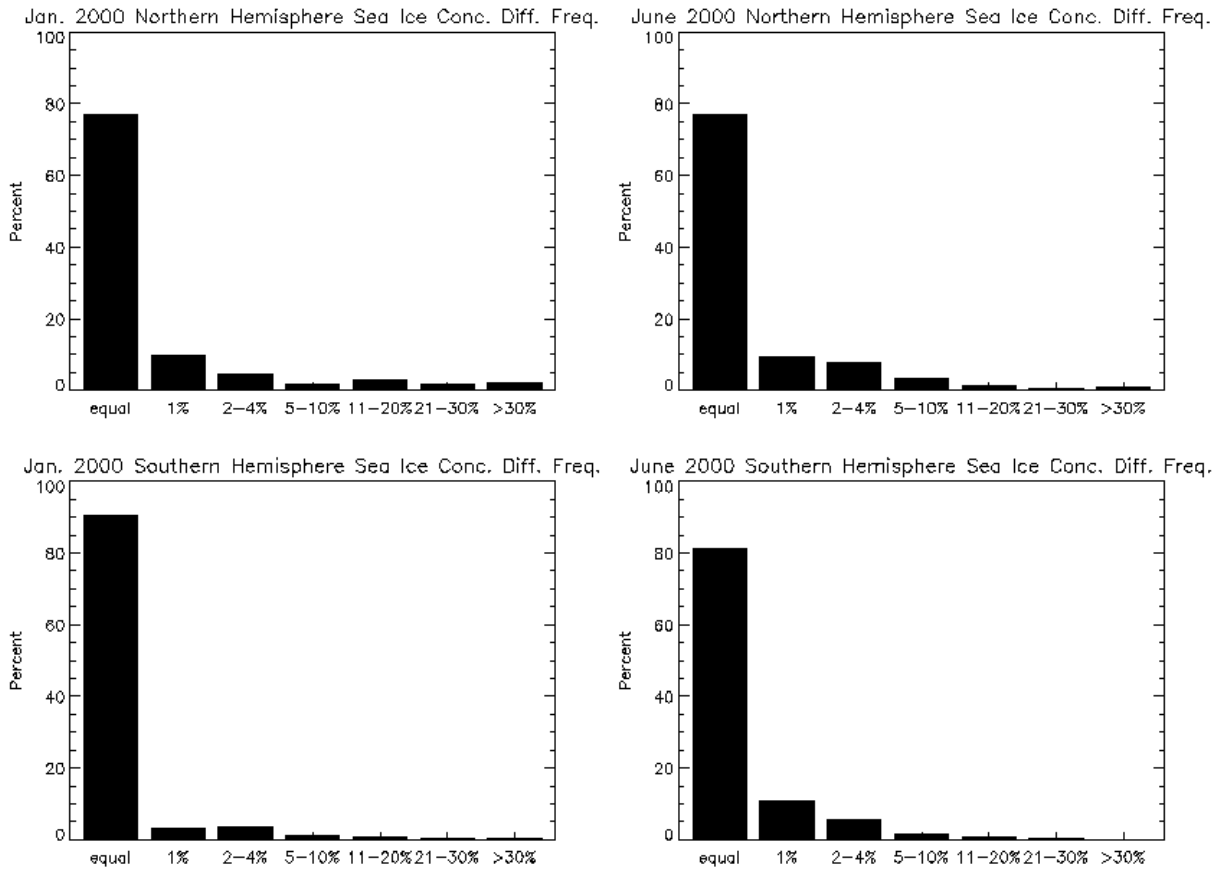 Jan. 2000 Northern Hemisphere Sea Ice Conc. Diff. Freq.
100
80
60
40
20
0
Percent
equal 1% 2-4% 5-10% 11-20% 21-30% >30%
June 2000 Northern Hemisphere Sea Ice Conc. Diff. Freq.
100
80
60
40
20
0
Percent
equal 1% 2-4% 5-10% 11-20% 21-30% >30%
Jan. 2000 Southern Hemisphere Sea Ice Conc. Diff. Freq.
100
80
60
40
20
0
Percent
equal 1% 2-4% 5-10% 11-20% 21-30% >30%
June 2000 Southern Hemisphere Sea Ice Conc. Diff. Freq.
100
80
60
40
20
0
Percent
equal 1% 2-4% 5-10% 11-20% 21-30% >30%